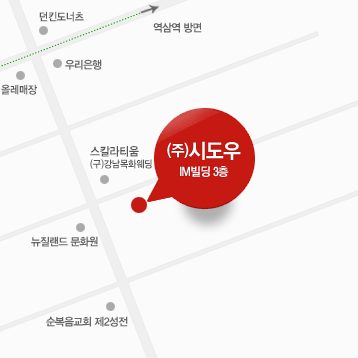 던킨도너츠
역삼역 방면
우리은행
올레매장
(주)시도우
IM빌딩 3층
스칼라티움
(구)강남목화웨딩
뉴질랜드 문화원
순복음교회 제2성전